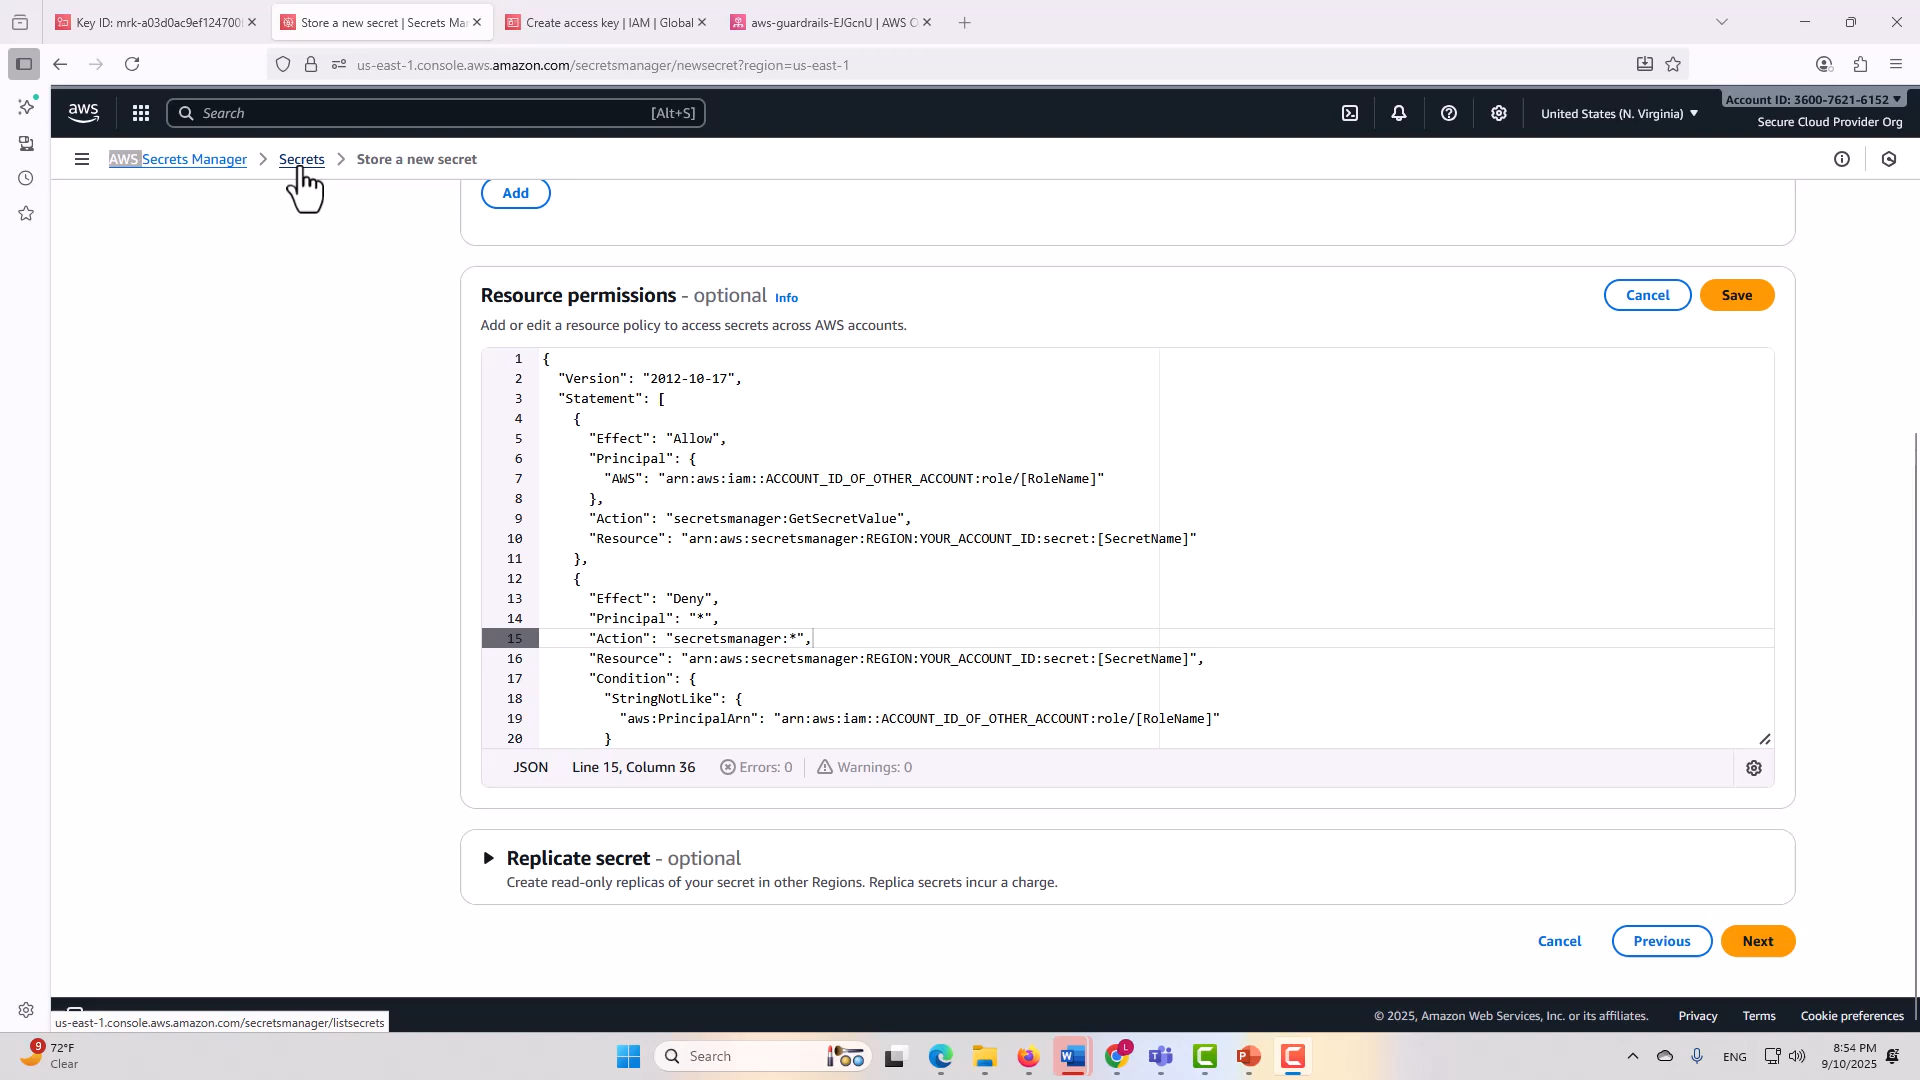 Key ID: mrk-a03d0ac9ef124700
Store a new secret | Secrets Ma
Create access key | IAM | Global
aws-guardrails-EJGcnU | AWS O
us-east-1.console.aws.amazon.com/secretsmanager/newsecret?region=us-east-1
aws
Search
[Alt+S]
United States (N. Virginia)
Account ID: 3600-7621-6152
Secure Cloud Provider Org
AWS Secrets Manager
Secrets
Store a new secret
Add
Resource permissions - optional Info
Cancel
Save
Add or edit a resource policy to access secrets across AWS accounts.
1 {
2 "Version": "2012-10-17",
3 "Statement": [
4 {
5 "Effect": "Allow",
6 "Principal": {
7 "AWS": "arn:aws:iam::ACCOUNT_ID_OF_OTHER_ACCOUNT:role/[RoleName]"
8 },
9 "Action": "secretsmanager:GetSecretValue",
10 "Resource": "arn:aws:secretsmanager:REGION:YOUR_ACCOUNT_ID:secret:[SecretName]"
11 },
12 {
13 "Effect": "Deny",
14 "Principal": "*",
15 "Action": "secretsmanager:*",
16 "Resource": "arn:aws:secretsmanager:REGION:YOUR_ACCOUNT_ID:secret:[SecretName]",
17 "Condition": {
18 "StringNotLike": {
19 "aws:PrincipalArn": "arn:aws:iam::ACCOUNT_ID_OF_OTHER_ACCOUNT:role/[RoleName]"
20 }
JSON Line 15, Column 36 Errors: 0 Warnings: 0
Replicate secret - optional
Create read-only replicas of your secret in other Regions. Replica secrets incur a charge.
Cancel
Previous
Next
us-east-1.console.aws.amazon.com/secretsmanager/listsecrets
© 2025, Amazon Web Services, Inc. or its affiliates.
Privacy
Terms
Cookie preferences
9
72°F
Clear
Search
L
ENG
8:54 PM
9/10/2025